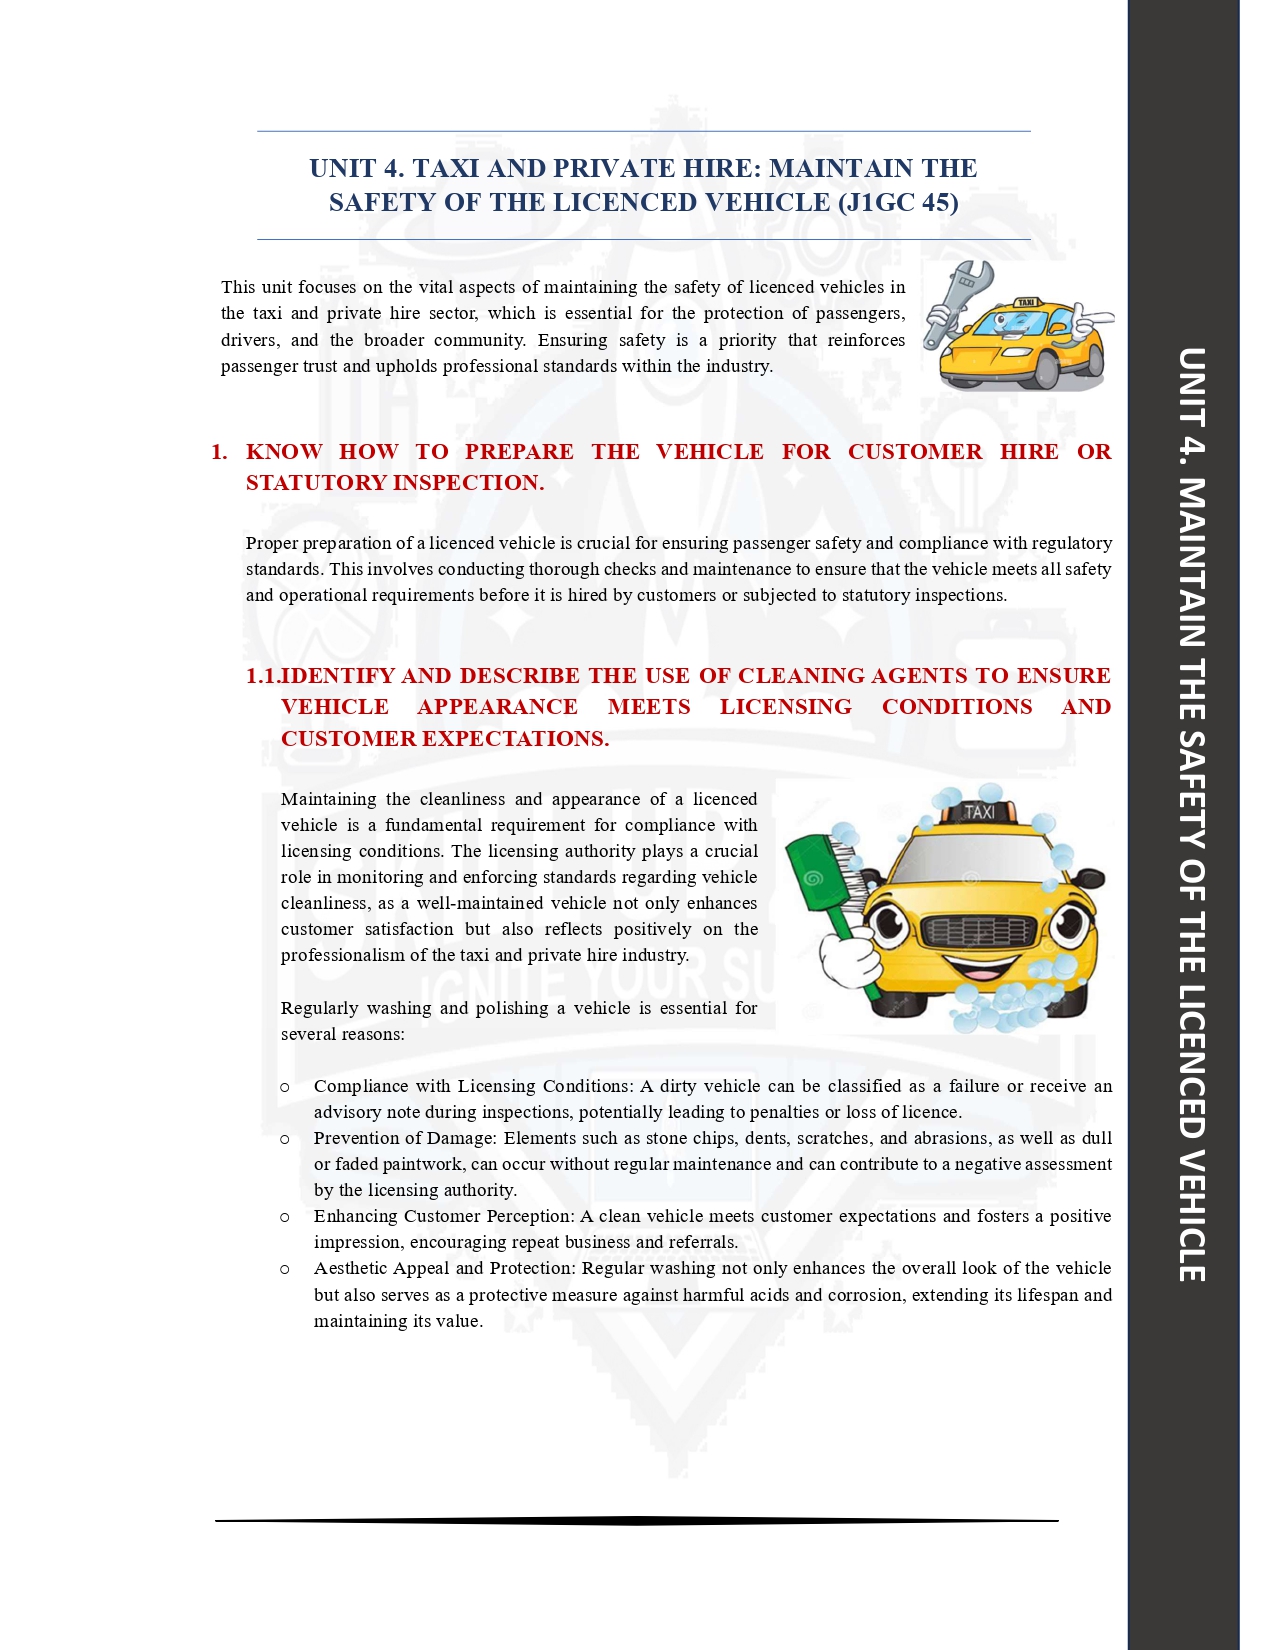 UNIT 4. TAXI AND PRIVATE HIRE: MAINTAIN THE
SAFETY OF THE LICENCED VEHICLE (J1GC 45)
This unit focuses on the vital aspects of maintaining the safety of licenced vehicles in
the taxi and private hire sector, which is essential for the protection of passengers,
drivers, and the broader community. Ensuring safety is a priority that reinforces
passenger trust and upholds professional standards within the industry.
TAXI
1. KNOW HOW TO PREPARE THE VEHICLE FOR CUSTOMER HIRE OR
STATUTORY INSPECTION.
Proper preparation of a licenced vehicle is crucial for ensuring passenger safety and compliance with regulatory
standards. This involves conducting thorough checks and maintenance to ensure that the vehicle meets all safety
and operational requirements before it is hired by customers or subjected to statutory inspections.
1.1.IDENTIFY AND DESCRIBE THE USE OF CLEANING AGENTS TO ENSURE
VEHICLE APPEARANCE MEETS LICENSING CONDITIONS AND
CUSTOMER EXPECTATIONS.
Maintaining the cleanliness and appearance of a licenced
vehicle is a fundamental requirement for compliance with
licensing conditions. The licensing authority plays a crucial
role in monitoring and enforcing standards regarding vehicle
cleanliness, as a well-maintained vehicle not only enhances
customer satisfaction but also reflects positively on the
professionalism of the taxi and private hire industry.
TAXI
Regularly washing and polishing a vehicle is essential for
several reasons:
o Compliance with Licensing Conditions: A dirty vehicle can be classified as a failure or receive an
advisory note during inspections, potentially leading to penalties or loss of licence.
o Prevention of Damage: Elements such as stone chips, dents, scratches, and abrasions, as well as dull
or faded paintwork, can occur without regular maintenance and can contribute to a negative assessment
by the licensing authority.
o Enhancing Customer Perception: A clean vehicle meets customer expectations and fosters a positive
impression, encouraging repeat business and referrals.
o Aesthetic Appeal and Protection: Regular washing not only enhances the overall look of the vehicle
but also serves as a protective measure against harmful acids and corrosion, extending its lifespan and
maintaining its value.
IGNITE YOUR
UNIT 4. MAINTAIN THE SAFETY OF THE LICENCED VEHICLE